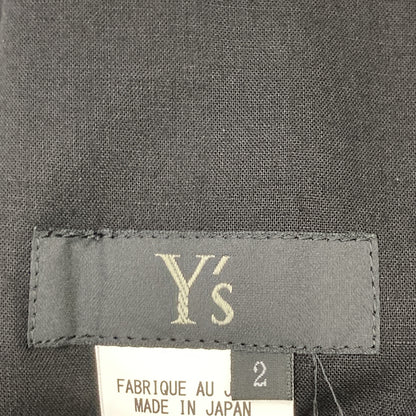 Y's
2
FABRIQUE AU J
MADE IN JAPAN